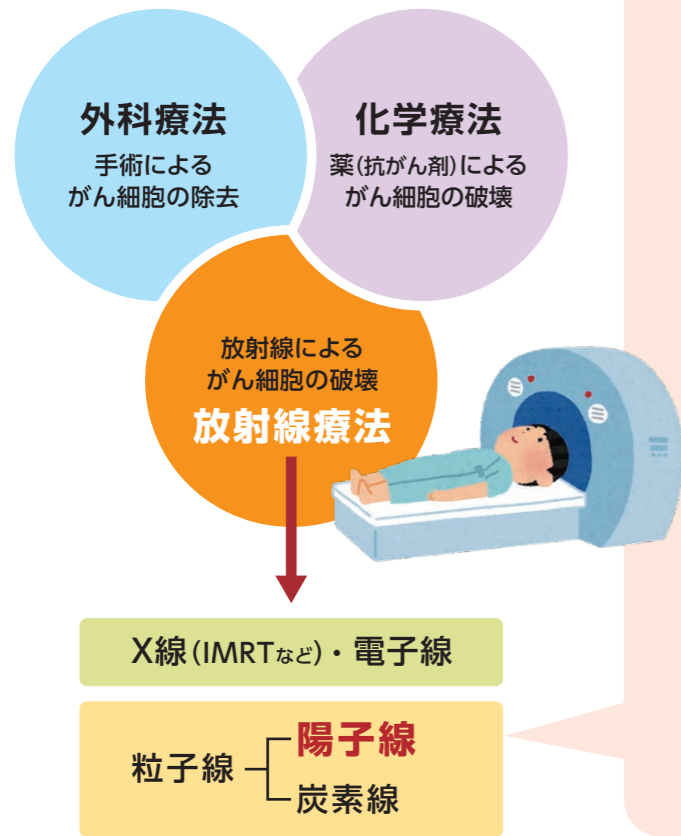 外科療法
手術による
がん細胞の除去
化学療法
薬(抗がん剤)による
がん細胞の破壊
放射線による
がん細胞の破壊
放射線療法
X線(IMRTなど)・電子線
粒子線
陽子線
炭素線